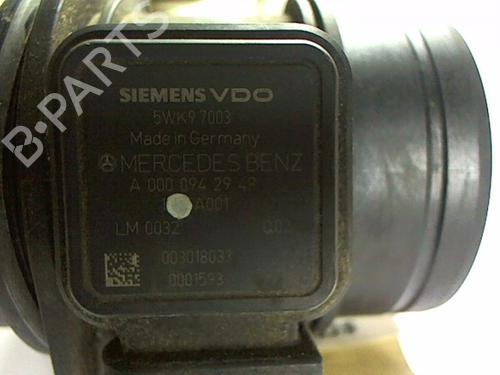 B-PARTS
SIEMENS VDO
5WK9 7003
Made in Germany
MERCEDES BENZ
A 000 094 29 48
A001
LM 0032
003018033
0001593